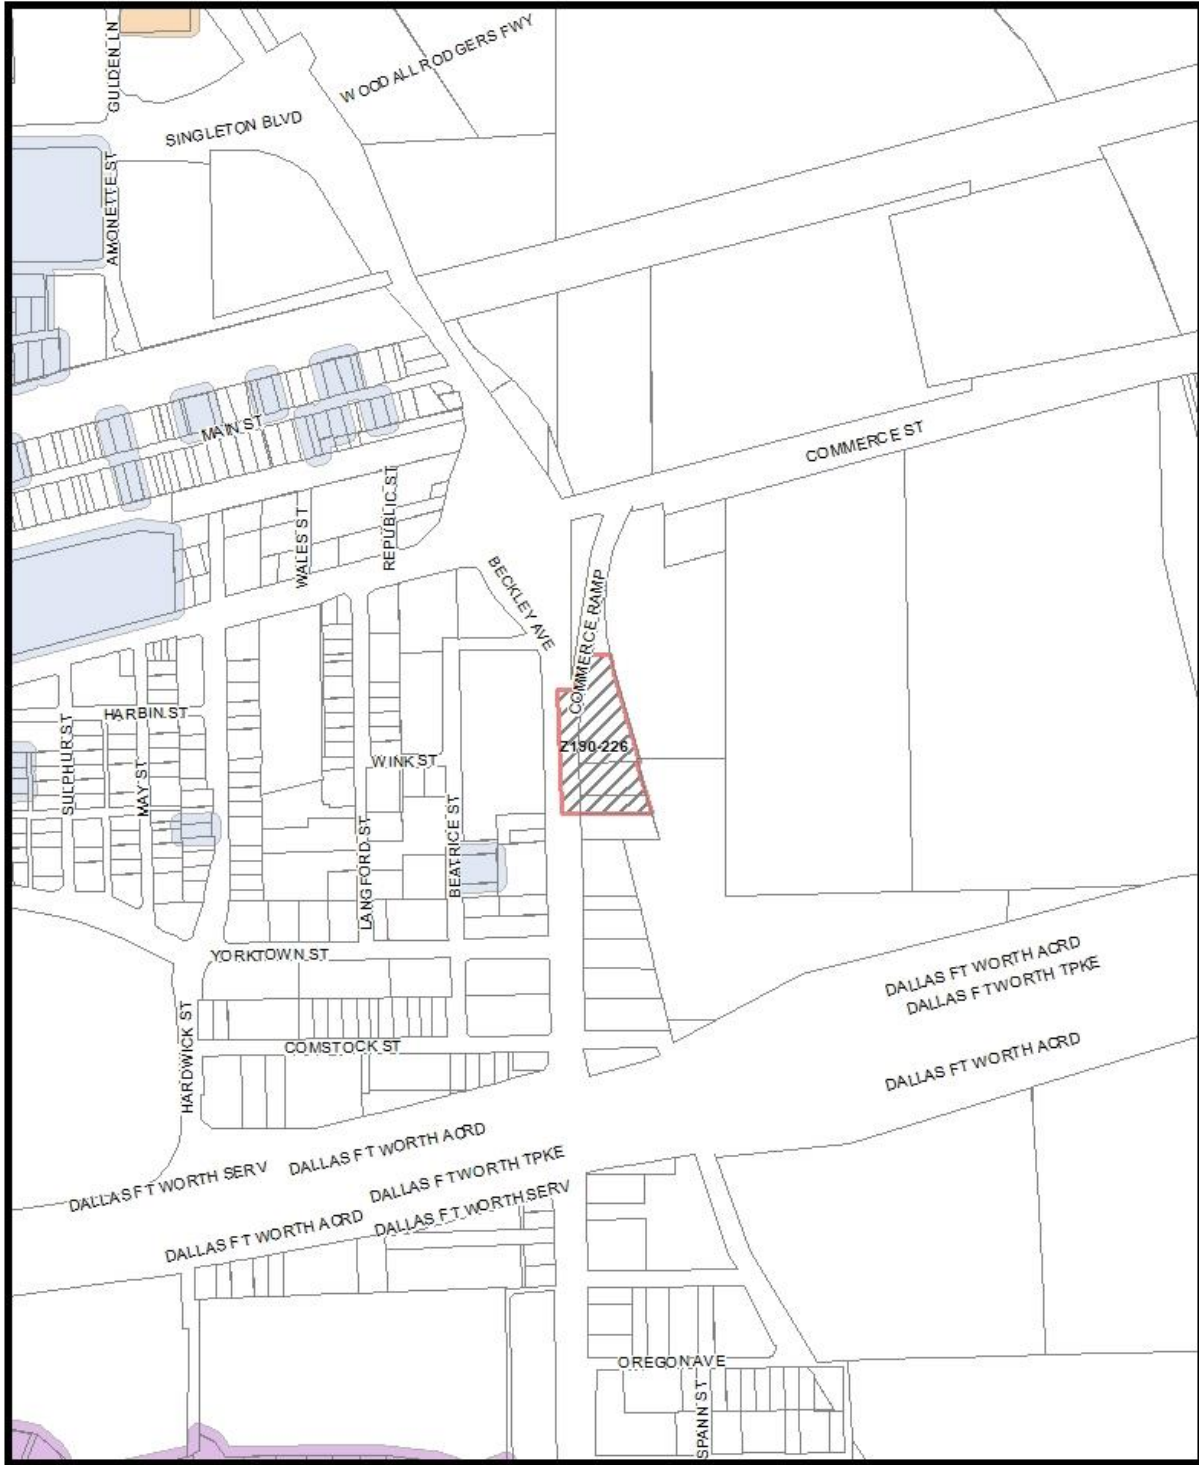 GULDEN LN
WOODALL RODGERS FWY
SINGLETON BLVD
AMONETTE ST
MAIN ST
COMMERCE ST
REPUBLIC ST
WALES ST
BECKLEY AVE
COMMERCE RAMP
HARBIN ST
SULPHUR ST
MAY ST
Z190-226
WINK ST
LANGFORD ST
BEATRICE ST
YORKTOWN ST
DALLAS FT WORTH ACRD
DALLAS FT WORTH TPKE
HARDWICK ST
COMSTOCK ST
DALLAS FT WORTH ACRD
DALLAS FT WORTH SERV
DALLAS FT WORTH ACRD
DALLAS FT WORTH TPKE
DALLAS FT WORTH SERV
DALLAS FT WORTH ACRD
OREGON AVE
SPANN ST